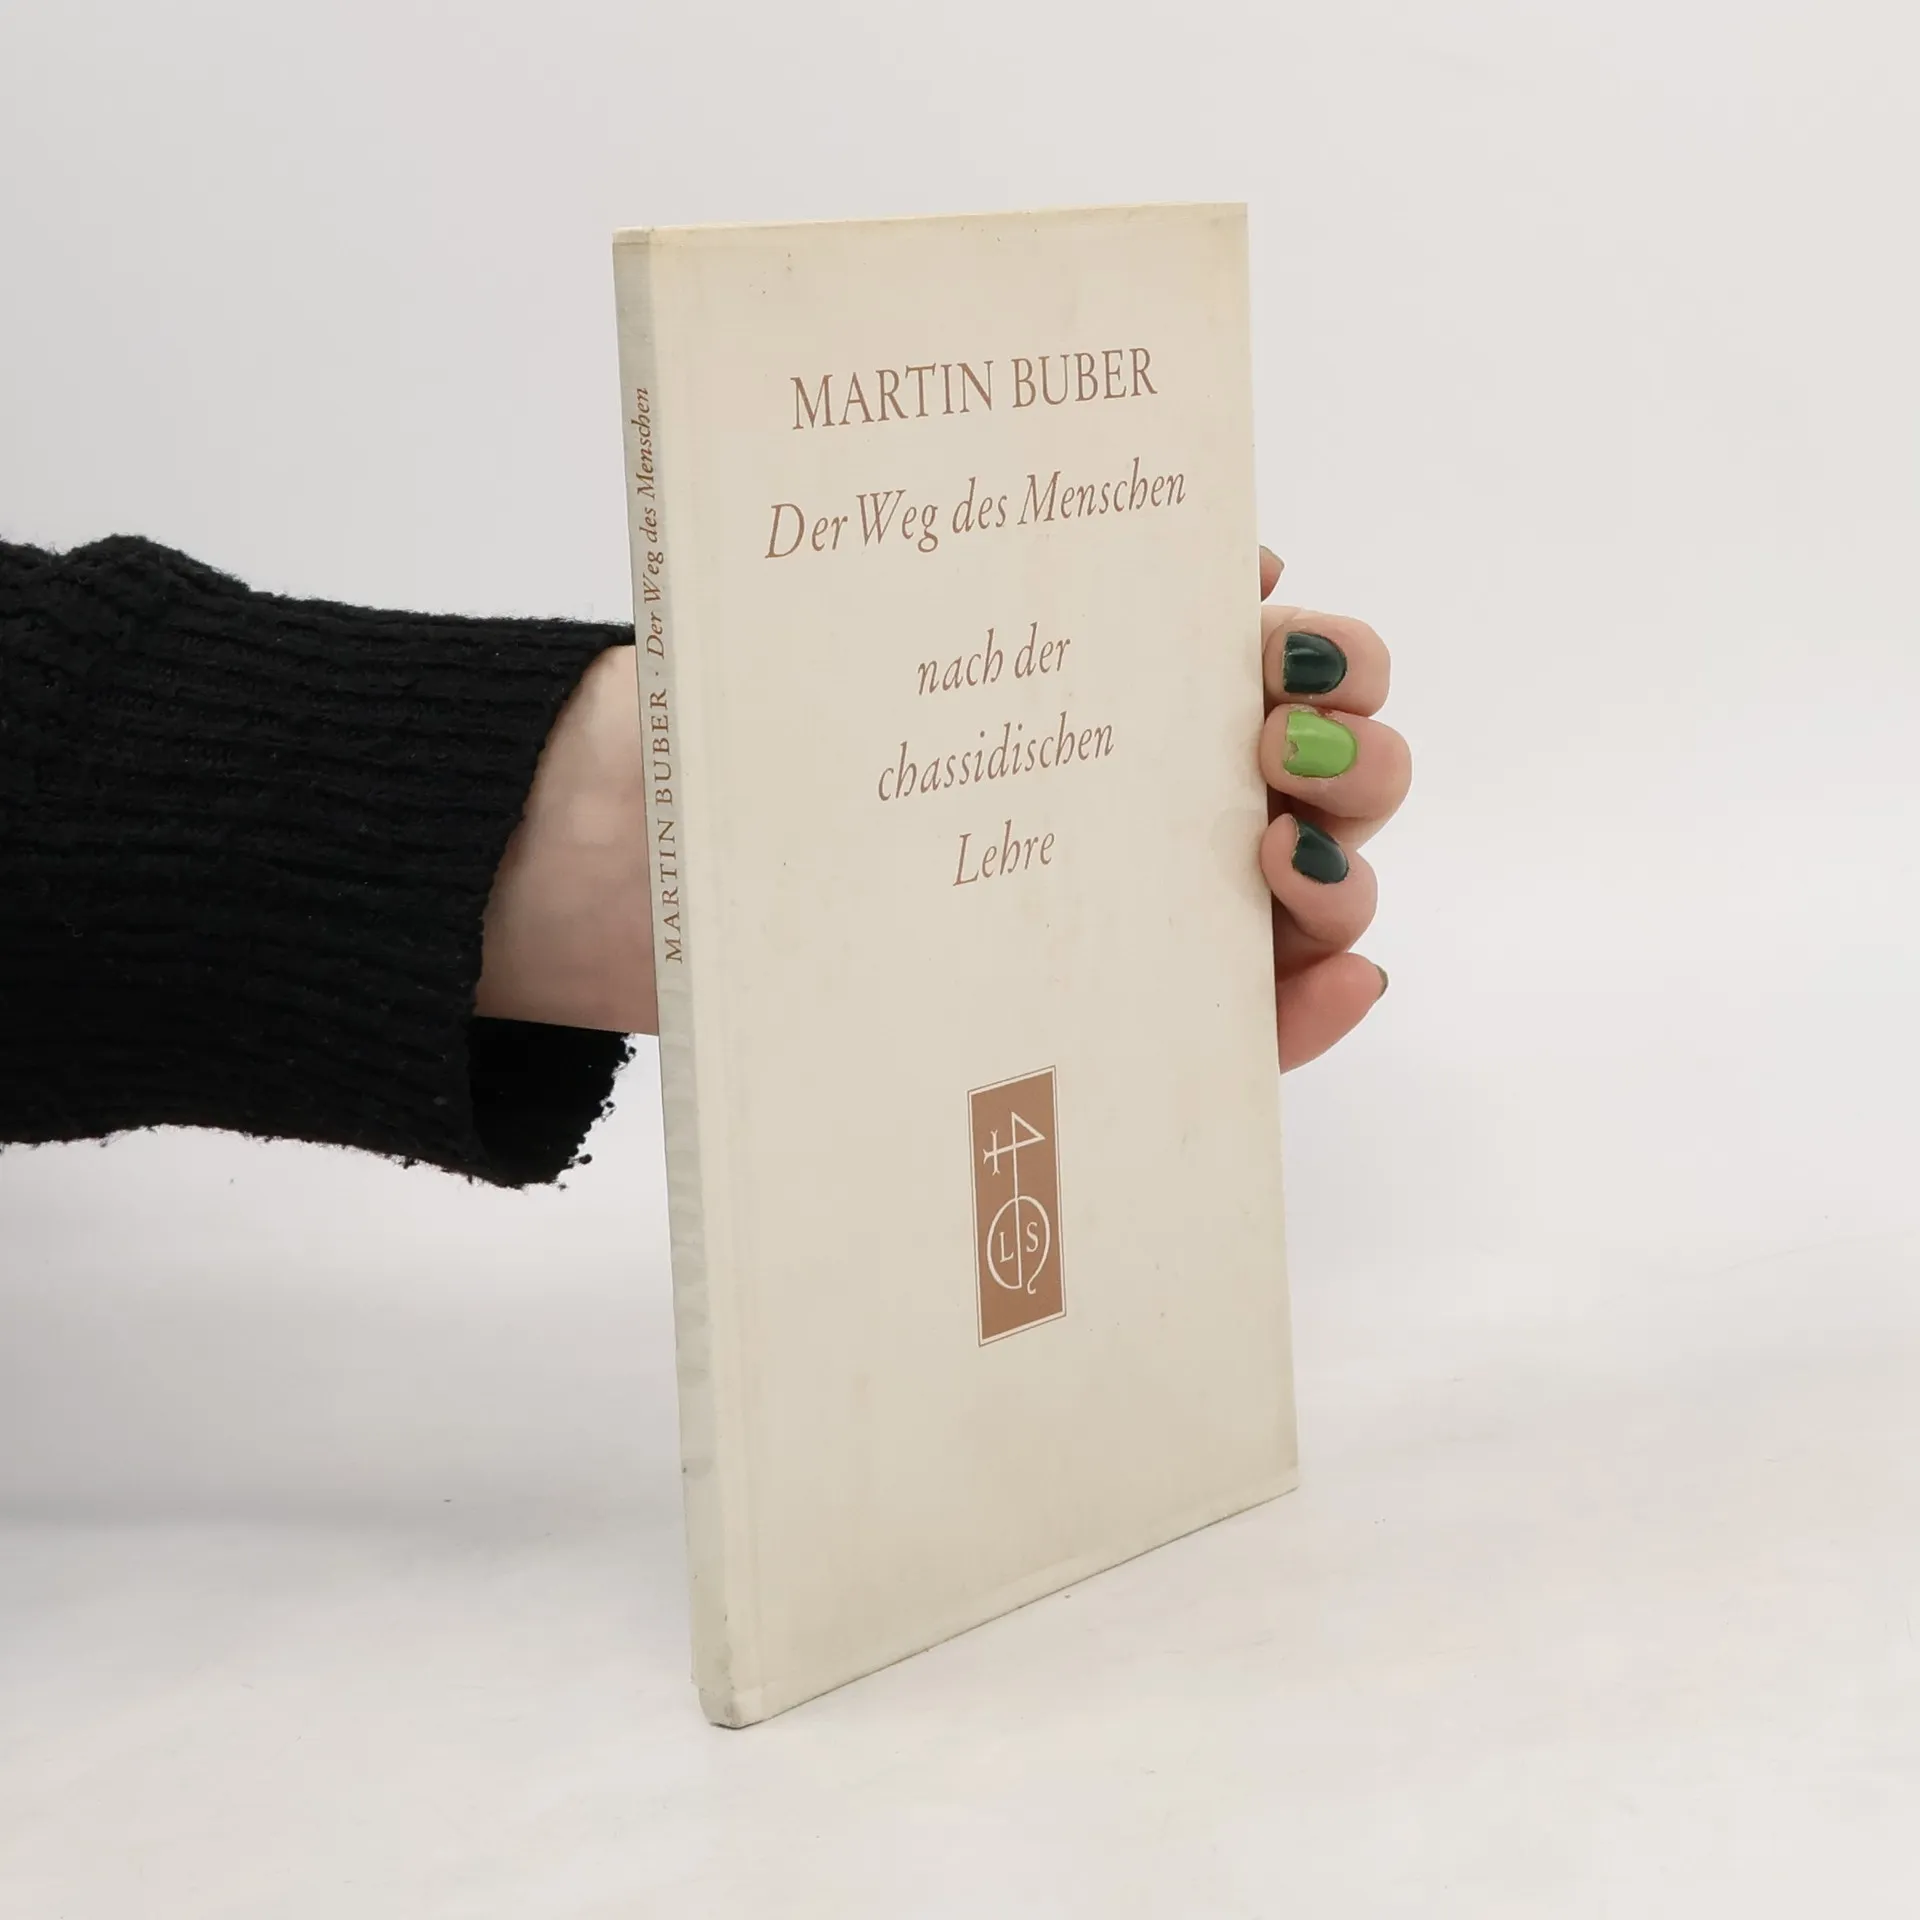 MARTIN BUBER
Der Weg des Menschen
nach der
chassidischen
Lehre
L S
MARTIN BUBER · Der Weg des Menschen